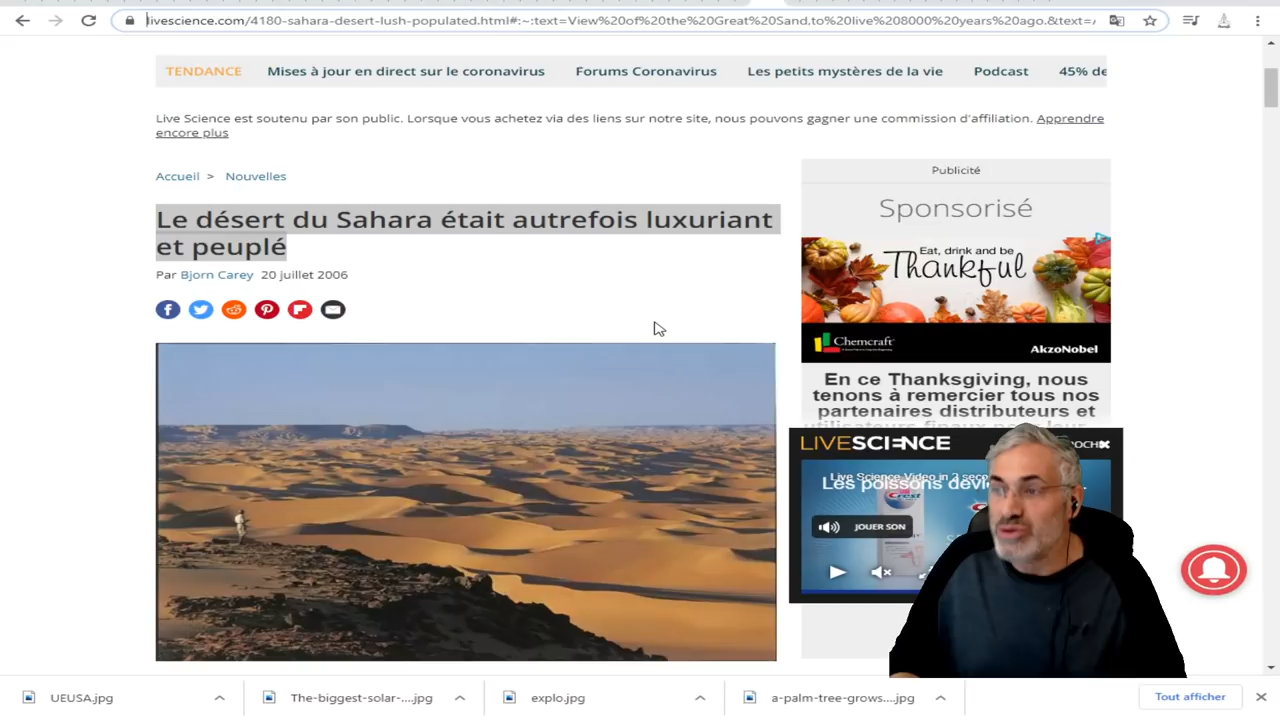 livescience.com/4180-sahara-desert-lush-populated.html#:~:text=View%20of%20the%20Great%20Sand,to%20live%208000%20years%20ago.&text=
TENDANCE Mises à jour en direct sur le coronavirus Forums Coronavirus Les petits mystères de la vie Podcast 45% de
Live Science est soutenu par son public. Lorsque vous achetez via des liens sur notre site, nous pouvons gagner une commission d'affiliation. Apprendre
encore plus
Accueil > Nouvelles
Le désert du Sahara était autrefois luxuriant
et peuplé
Par Bjorn Carey 20 juillet 2006
Publicité
Sponsorisé
Eat, drink and be
Thankful
Chemcraft
AkzoNobel
En ce Thanksgiving, nous
tenons à remercier tous nos
partenaires distributeurs et
utilisateurs finaux pour leur
LIVESCIENCE
Live Science Video in 2
Les poissons
Crest
JOUER SON
UEUSA.jpg The-biggest-solar-....jpg explo.jpg a-palm-tree-grows....jpg Tout afficher